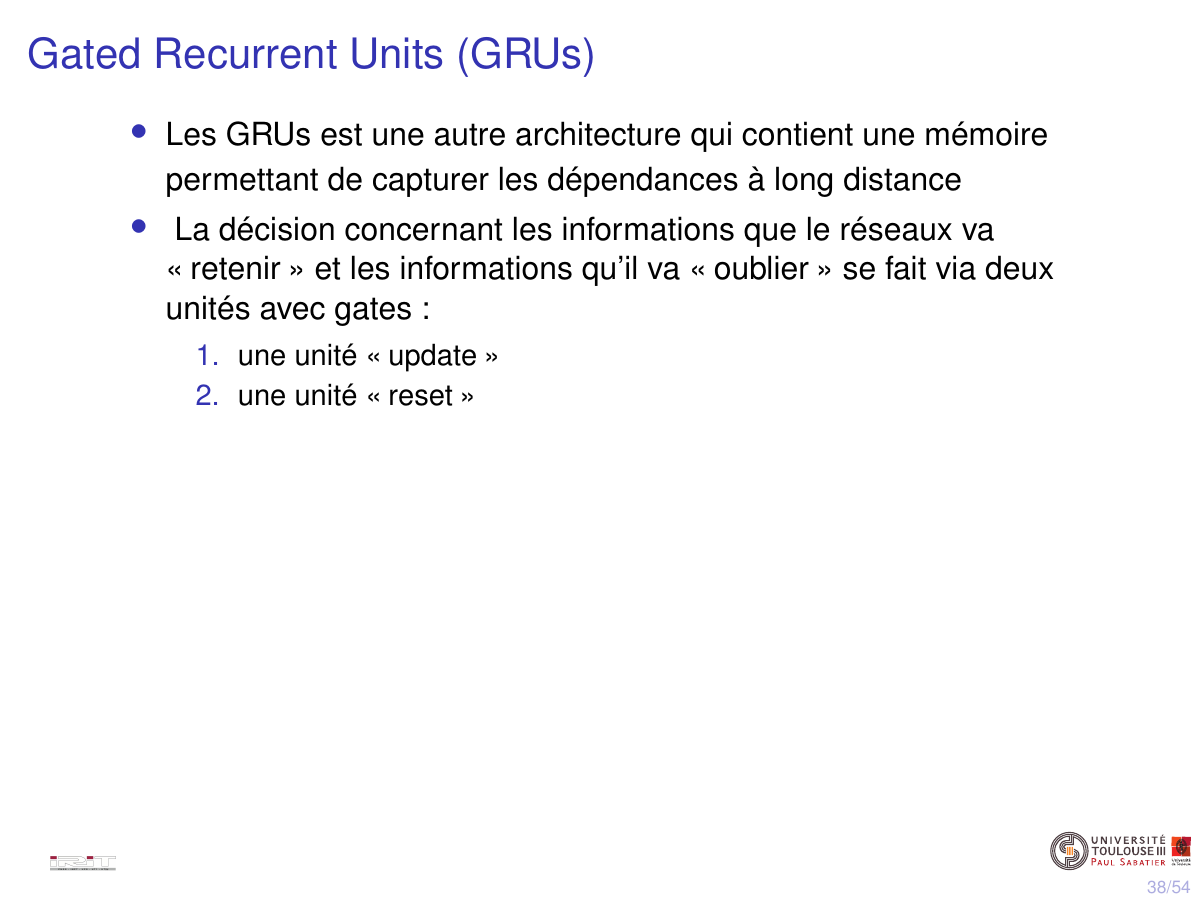 Gated Recurrent Units (GRUs)
• Les GRUs est une autre architecture qui contient une mémoire
permettant de capturer les dépendances à long distance
• La décision concernant les informations que le réseaux va
« retenir » et les informations qu'il va « oublier » se fait via deux
unités avec gates :
1. une unité « update »
2. une unité « reset »
IRIT
UNIVERSITÉ
TOULOUSE III
PAUL SABATIER
38/54